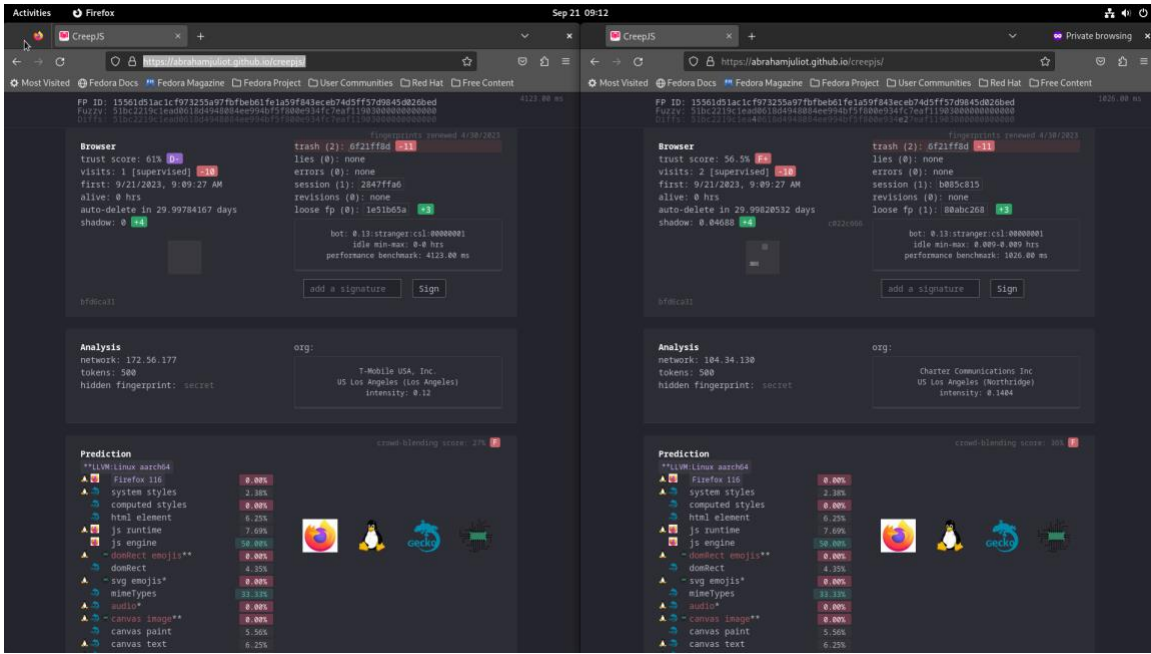 Activities Firefox Sep 21 09:12
CreepJS × + × CreepJS × + Private browsing ×
https://abrahamjuliot.github.io/creepjs/ https://abrahamjuliot.github.io/creepjs/
Most Visited Fedora Docs Fedora Magazine Fedora Project User Communities Red Hat Free Content Most Visited Fedora Docs Fedora Magazine Fedora Project User Communities Red Hat Free Content
FP ID: 4123.00 ms
Fuzzy:
Diffs:
fingerprints renewed 4/30/2023
Browser
trust score: 61% D-
visits: 1 [supervised] -10
first: 9/21/2023, 9:09:27 AM
alive: 0 hrs
auto-delete in 29.99784167 days
shadow: 0 +4
bfd6ca31
trash (2): 6f21ff8d -11
lies (0): none
errors (0): none
session (1): 2847ffa6
revisions (0): none
loose fp (0): 1e51b65a +3
bot: 0.13:stranger:csl:00000001
idle min-max: 0-0 hrs
performance benchmark: 4123.00 ms
add a signature Sign
Analysis
network: 172.56.177
tokens: 500
hidden fingerprint: secret
org:
T-Mobile USA, Inc.
US Los Angeles (Los Angeles)
intensity: 0.12
crowd-blending score: 27% F
Prediction
**LLVM:Linux aarch64
Firefox 116 0.00%
system styles 2.38%
computed styles 0.00%
html element 6.25%
js runtime 7.69%
js engine 50.00%
domRect emojis** 0.00%
domRect 4.35%
svg emojis* 0.00%
mimeTypes 33.33%
audio* 0.00%
canvas image** 0.00%
canvas paint 5.56%
canvas text 6.25%
GECKO
FP ID: 1026.00 ms
Fuzzy:
Diffs:
fingerprints renewed 4/30/2023
Browser
trust score: 56.5% F+
visits: 2 [supervised] -10
first: 9/21/2023, 9:09:27 AM
alive: 0 hrs
auto-delete in 29.99820532 days
shadow: 0.04688 +4
c022c666
bfd6ca31
trash (2): 6f21ff8d -11
lies (0): none
errors (0): none
session (1): b085c815
revisions (0): none
loose fp (1): 80abc268 +3
bot: 0.13:stranger:csl:00000001
idle min-max: 0.009-0.009 hrs
performance benchmark: 1026.00 ms
add a signature Sign
Analysis
network: 104.34.130
tokens: 500
hidden fingerprint: secret
org:
Charter Communications Inc
US Los Angeles (Northridge)
intensity: 0.1404
crowd-blending score: 36% F
Prediction
**LLVM:Linux aarch64
Firefox 116 0.00%
system styles 2.38%
computed styles 0.00%
html element 6.25%
js runtime 7.69%
js engine 50.00%
domRect emojis** 0.00%
domRect 4.35%
svg emojis* 0.00%
mimeTypes 33.33%
audio* 0.00%
canvas image** 0.00%
canvas paint 5.56%
canvas text 6.25%
GECKO